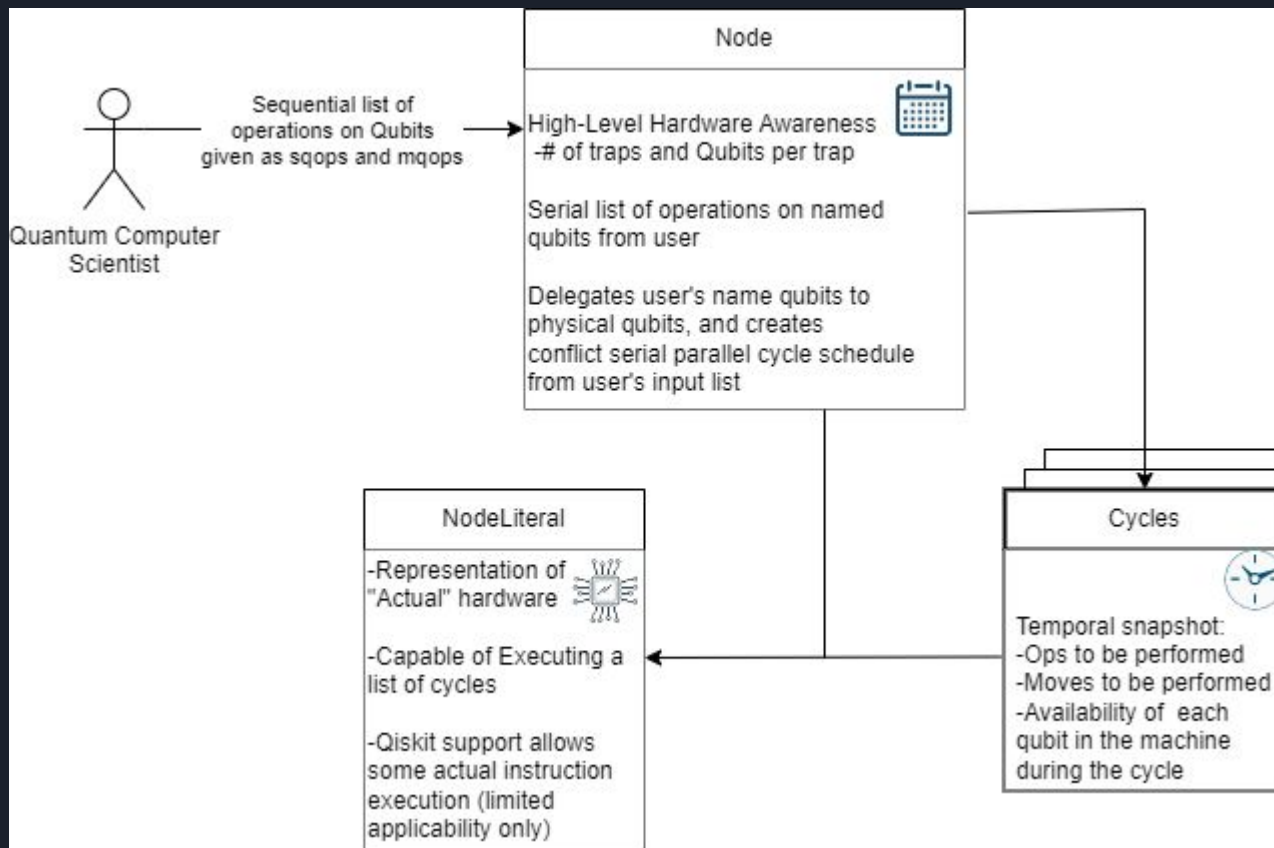 Node
Sequential list of
operations on Qubits
given as sqops and mqops
Quantum Computer
Scientist
High-Level Hardware Awareness
-# of traps and Qubits per trap
Serial list of operations on named
qubits from user
Delegates user's name qubits to
physical qubits, and creates
conflict serial parallel cycle schedule
from user's input list
NodeLiteral
-Representation of
"Actual" hardware
-Capable of Executing a
list of cycles
-Qiskit support allows
some actual instruction
execution (limited
applicability only)
Cycles
Temporal snapshot:
-Ops to be performed
-Moves to be performed
-Availability of each
qubit in the machine
during the cycle